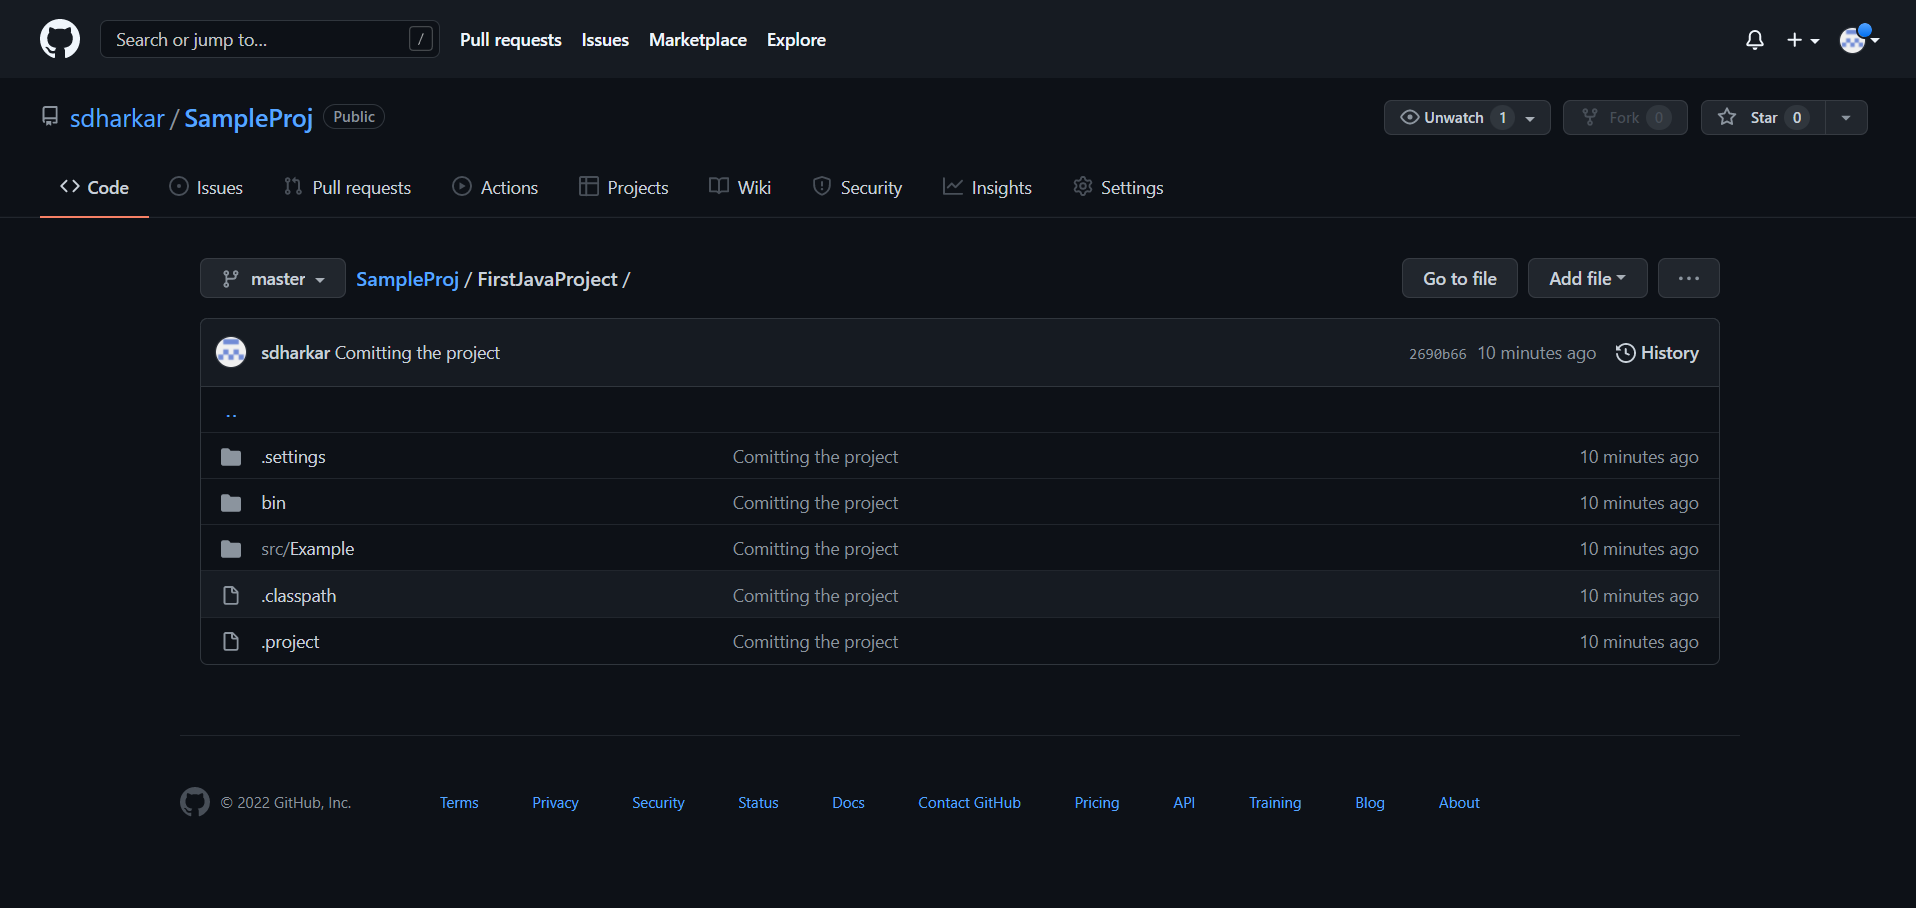 Search or jump to... / Pull requests Issues Marketplace Explore
sdharkar / SampleProj Public Unwatch 1 Fork 0 Star 0
Code Issues Pull requests Actions Projects Wiki Security Insights Settings
master SampleProj / FirstJavaProject / Go to file Add file ...
sdharkar Comitting the project 2690b66 10 minutes ago History
..
.settings Comitting the project 10 minutes ago
bin Comitting the project 10 minutes ago
src/Example Comitting the project 10 minutes ago
.classpath Comitting the project 10 minutes ago
.project Comitting the project 10 minutes ago
© 2022 GitHub, Inc. Terms Privacy Security Status Docs Contact GitHub Pricing API Training Blog About